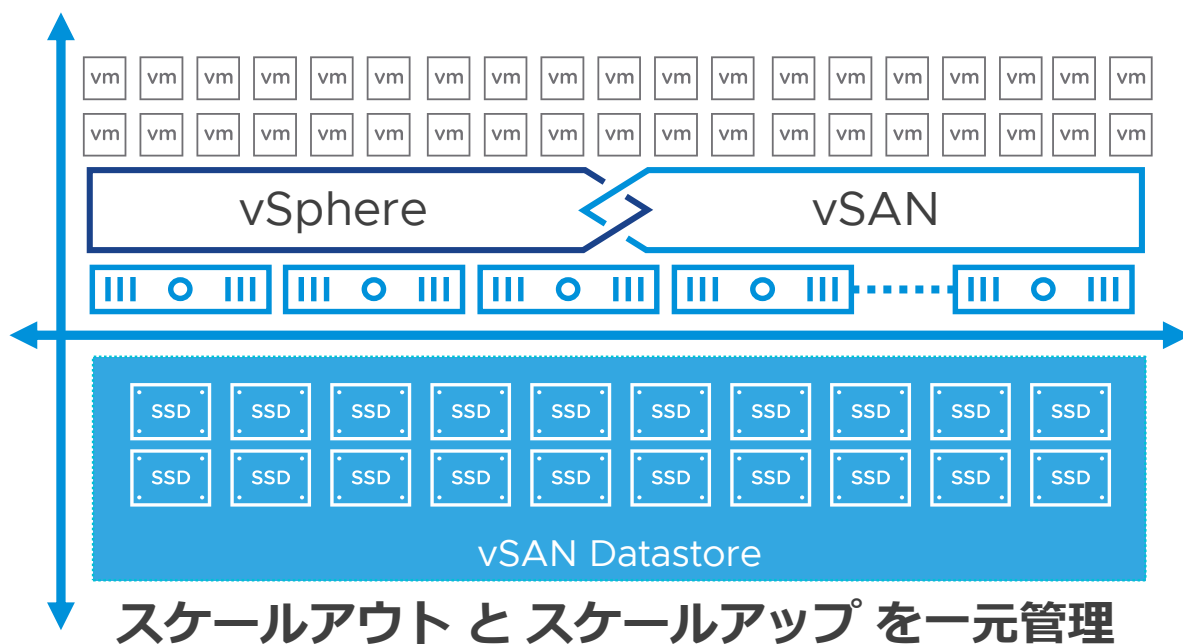 vm vm vm vm vm vm vm vm vm vm vm vm vm vm vm vm vm vm vm
vm vm vm vm vm vm vm vm vm vm vm vm vm vm vm vm vm vm vm
vSphere vSAN
SSD SSD SSD SSD SSD SSD SSD SSD SSD SSD
SSD SSD SSD SSD SSD SSD SSD SSD SSD SSD
vSAN Datastore
スケールアウト と スケールアップ を一元管理